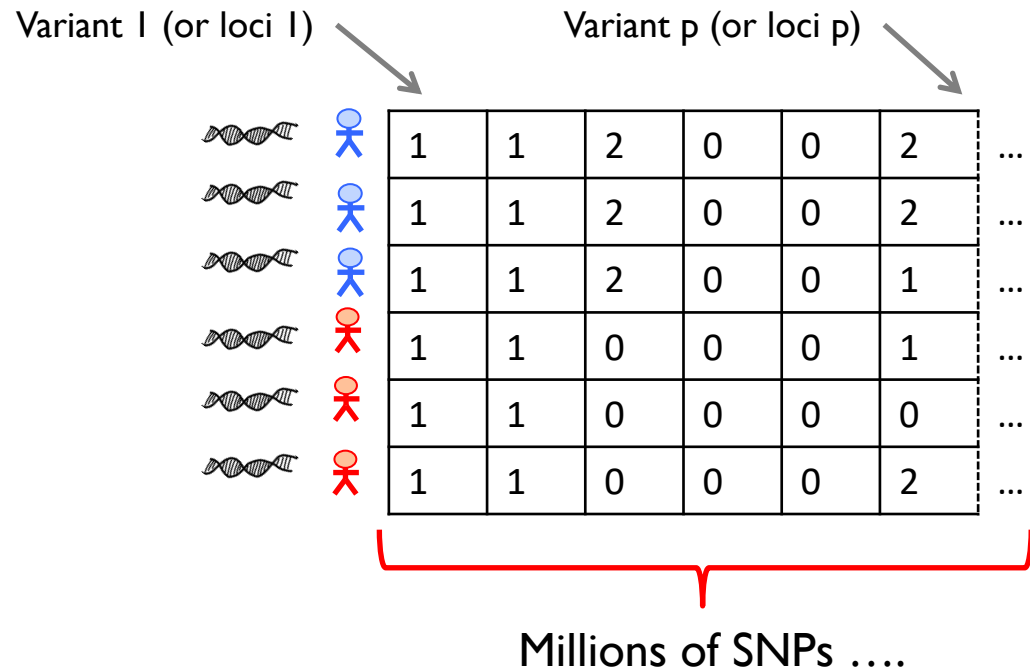 Variant 1 (or loci 1) Variant p (or loci p)
1 1 2 0 0 2 ...
1 1 2 0 0 2 ...
1 1 2 0 0 1 ...
1 1 0 0 0 1 ...
1 1 0 0 0 0 ...
1 1 0 0 0 2 ...
Millions of SNPs ….